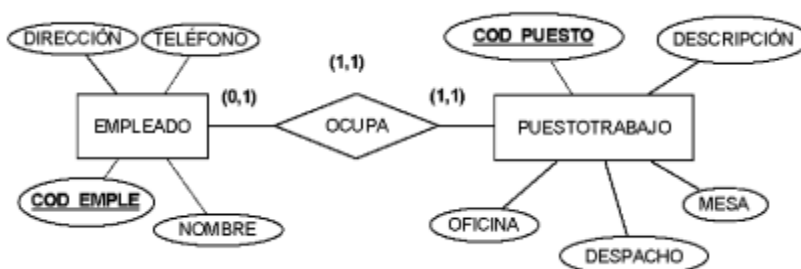 DIRECCIÓN
TELÉFONO
COD PUESTO
DESCRIPCIÓN
(1,1)
(0,1)
(1,1)
EMPLEADO
OCUPA
PUESTOTRABAJO
COD EMPLE
NOMBRE
OFICINA
MESA
DESPACHO